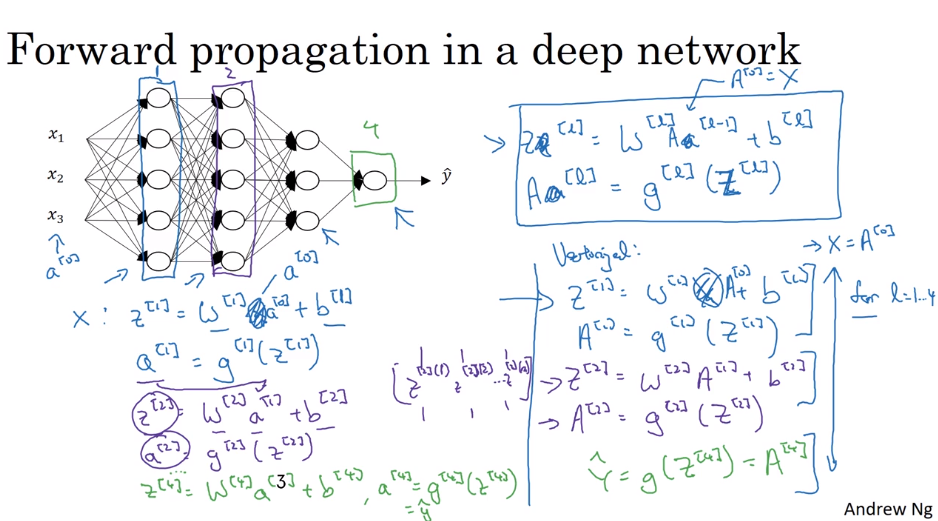 Forward propagation in a deep network
1
2
4
x₁
x₂
x₃
ŷ
a^[0]
A^[0] = X
Z^[l] = W^[l] A^[l-1] + b^[l]
A^[l] = g^[l](Z^[l])
a^[0]
X : z^[1] = W^[1] a^[0] + b^[1]
a^[1] = g^[1](z^[1])
z^[2] = W^[2] a^[1] + b^[2]
a^[2] = g^[2](z^[2])
...
z^[4] = W^[4] a^[3] + b^[4], a^[4] = g^[4](z^[4])
= ŷ
Vectorized:
X = A^[0]
Z^[1] = W^[1] A^[0] + b^[1]
A^[1] = g^[1](Z^[1])
for l=1..4
Z^[2] = W^[2] A^[1] + b^[2]
A^[2] = g^[2](Z^[2])
Ŷ = g(Z^[4]) = A^[4]
Andrew Ng